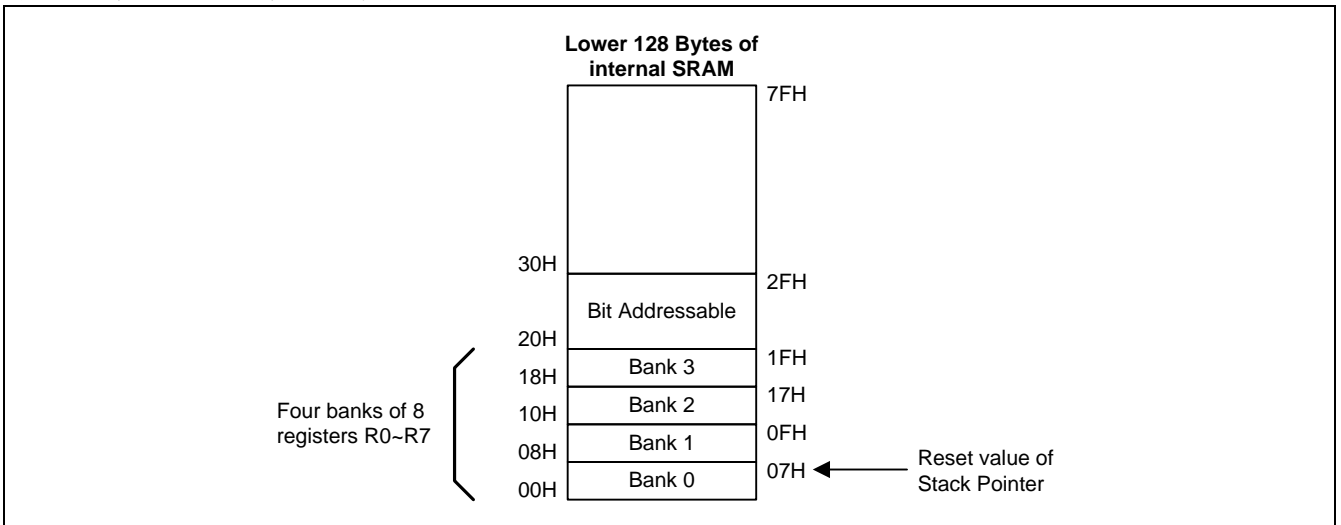 Lower 128 Bytes of
internal SRAM
7FH
30H
2FH
Bit Addressable
20H
1FH
Bank 3
18H
17H
Bank 2
10H
0FH
Bank 1
08H
07H
Bank 0
00H
Four banks of 8
registers R0~R7
Reset value of
Stack Pointer